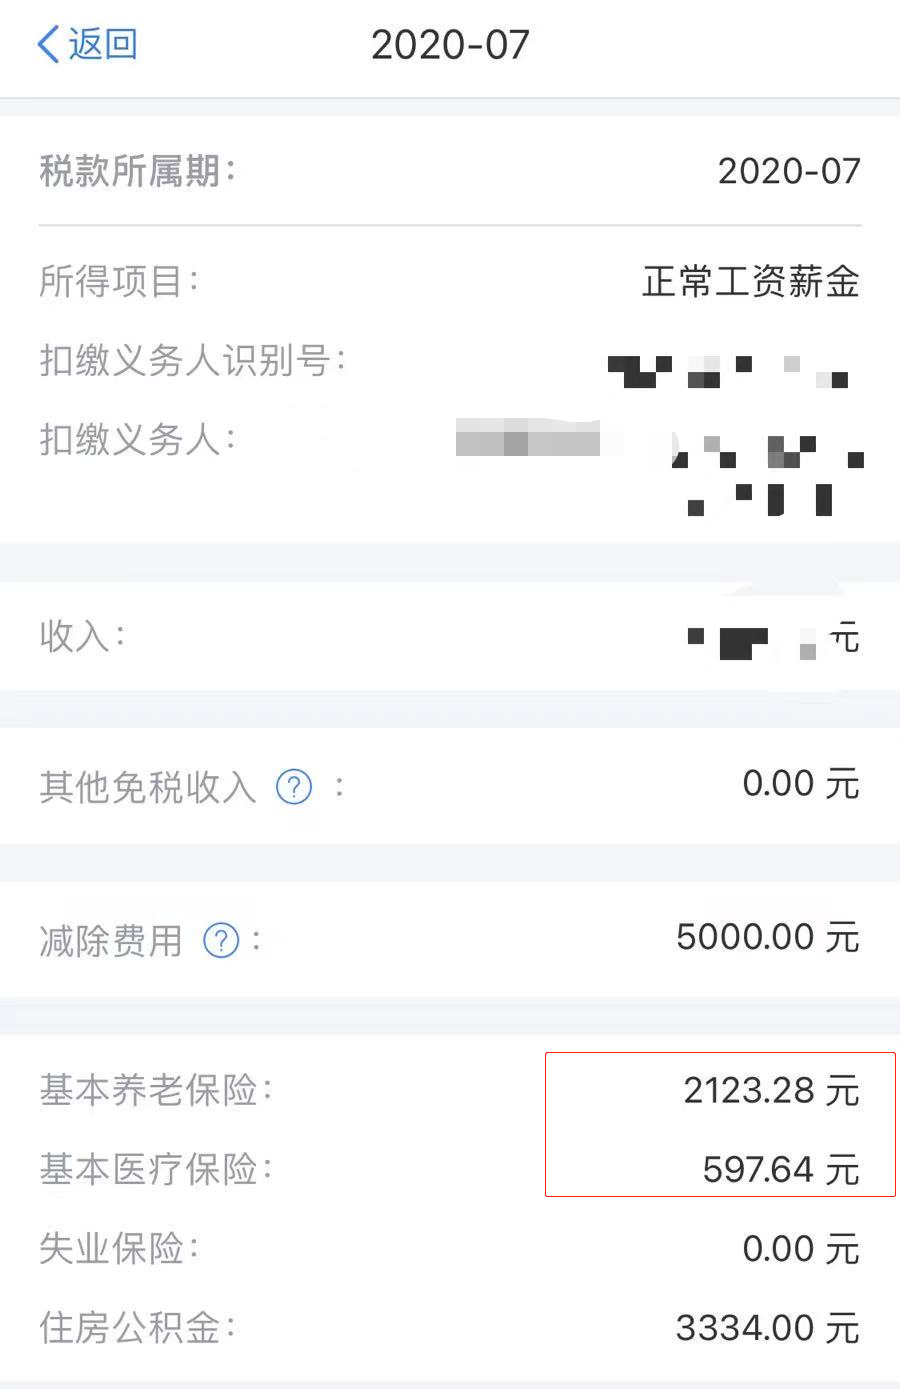 返回 2020-07
税款所属期: 2020-07
所得项目: 正常工资薪金
扣缴义务人识别号:
扣缴义务人:
收入: 元
其他免税收入 ? : 0.00 元
减除费用 ? : 5000.00 元
基本养老保险: 2123.28 元
基本医疗保险: 597.64 元
失业保险: 0.00 元
住房公积金: 3334.00 元